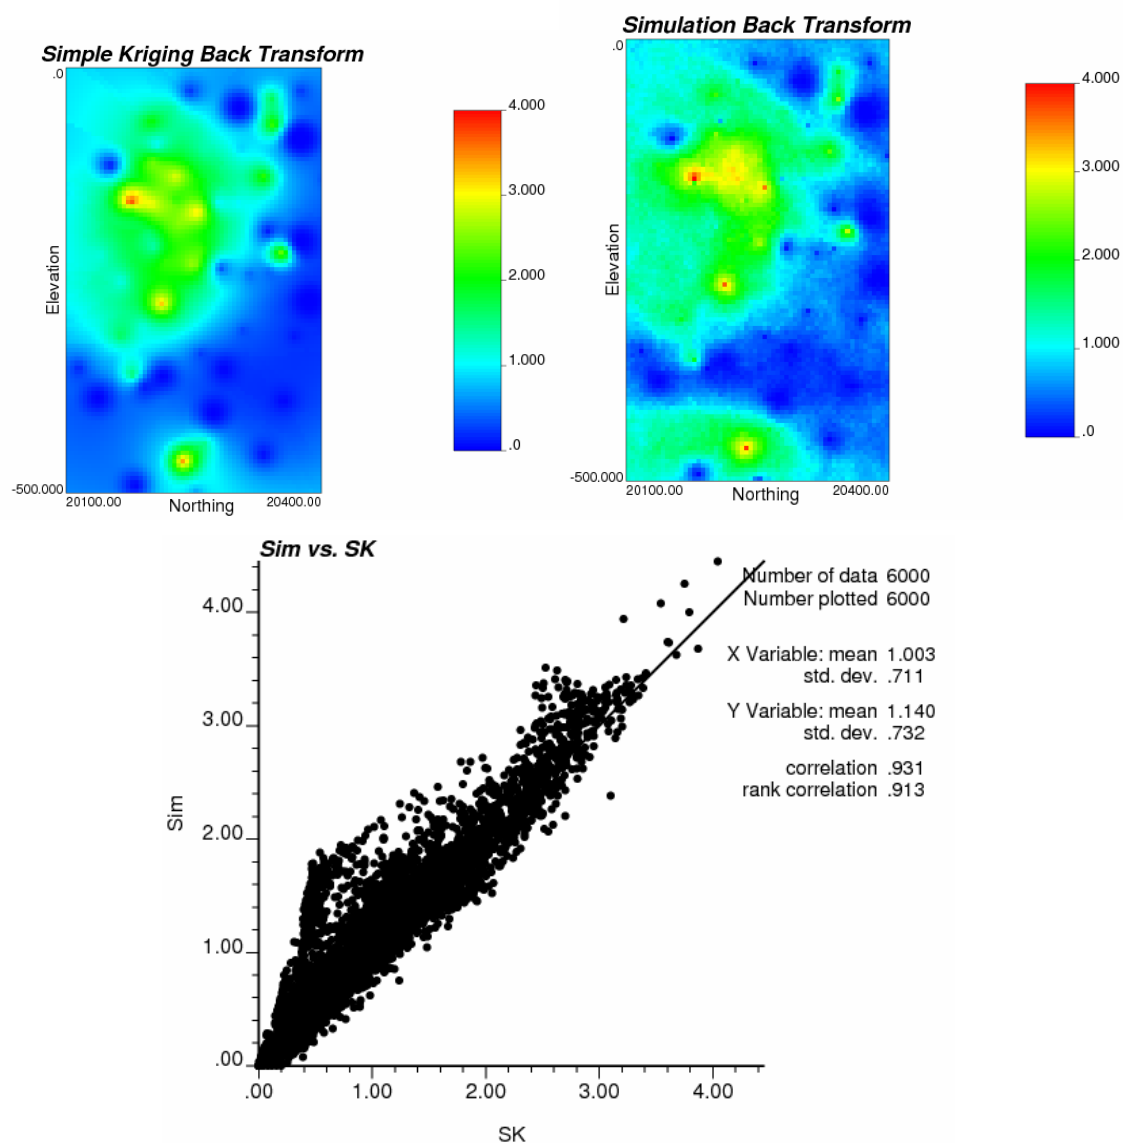 Simple Kriging Back Transform
.0
Elevation
-500.000
20100.00
Northing
20400.00
4.000
3.000
2.000
1.000
.0
Simulation Back Transform
.0
Elevation
-500.000
20100.00
Northing
20400.00
4.000
3.000
2.000
1.000
.0
Sim vs. SK
Number of data 6000
Number plotted 6000
X Variable: mean 1.003
std. dev. .711
Y Variable: mean 1.140
std. dev. .732
correlation .931
rank correlation .913
Sim
4.00
3.00
2.00
1.00
.00
.00 1.00 2.00 3.00 4.00
SK